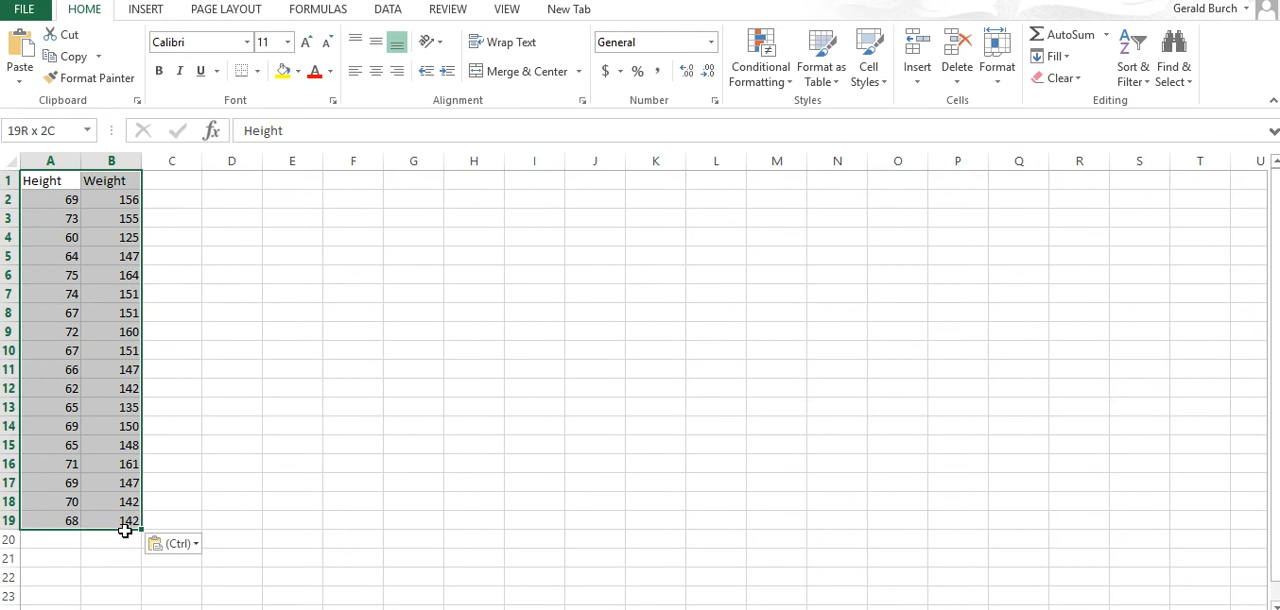 FILE HOME INSERT PAGE LAYOUT FORMULAS DATA REVIEW VIEW New Tab Gerald Burch
Paste
Cut
Copy
Format Painter
Clipboard
Calibri 11 A A
B I U A
Font
Wrap Text
Merge & Center
Alignment
General
$ % , .0 .00 .00 .0
Number
Conditional Formatting
Format as Table
Cell Styles
Styles
Insert Delete Format
Cells
AutoSum
Fill
Clear
Sort & Filter
Find & Select
Editing
19R x 2C fx Height
A B C D E F G H I J K L M N O P Q R S T U
1 Height Weight
2 69 156
3 73 155
4 60 125
5 64 147
6 75 164
7 74 151
8 67 151
9 72 160
10 67 151
11 66 147
12 62 142
13 65 135
14 69 150
15 65 148
16 71 161
17 69 147
18 70 142
19 68 142
20 (Ctrl)
21
22
23